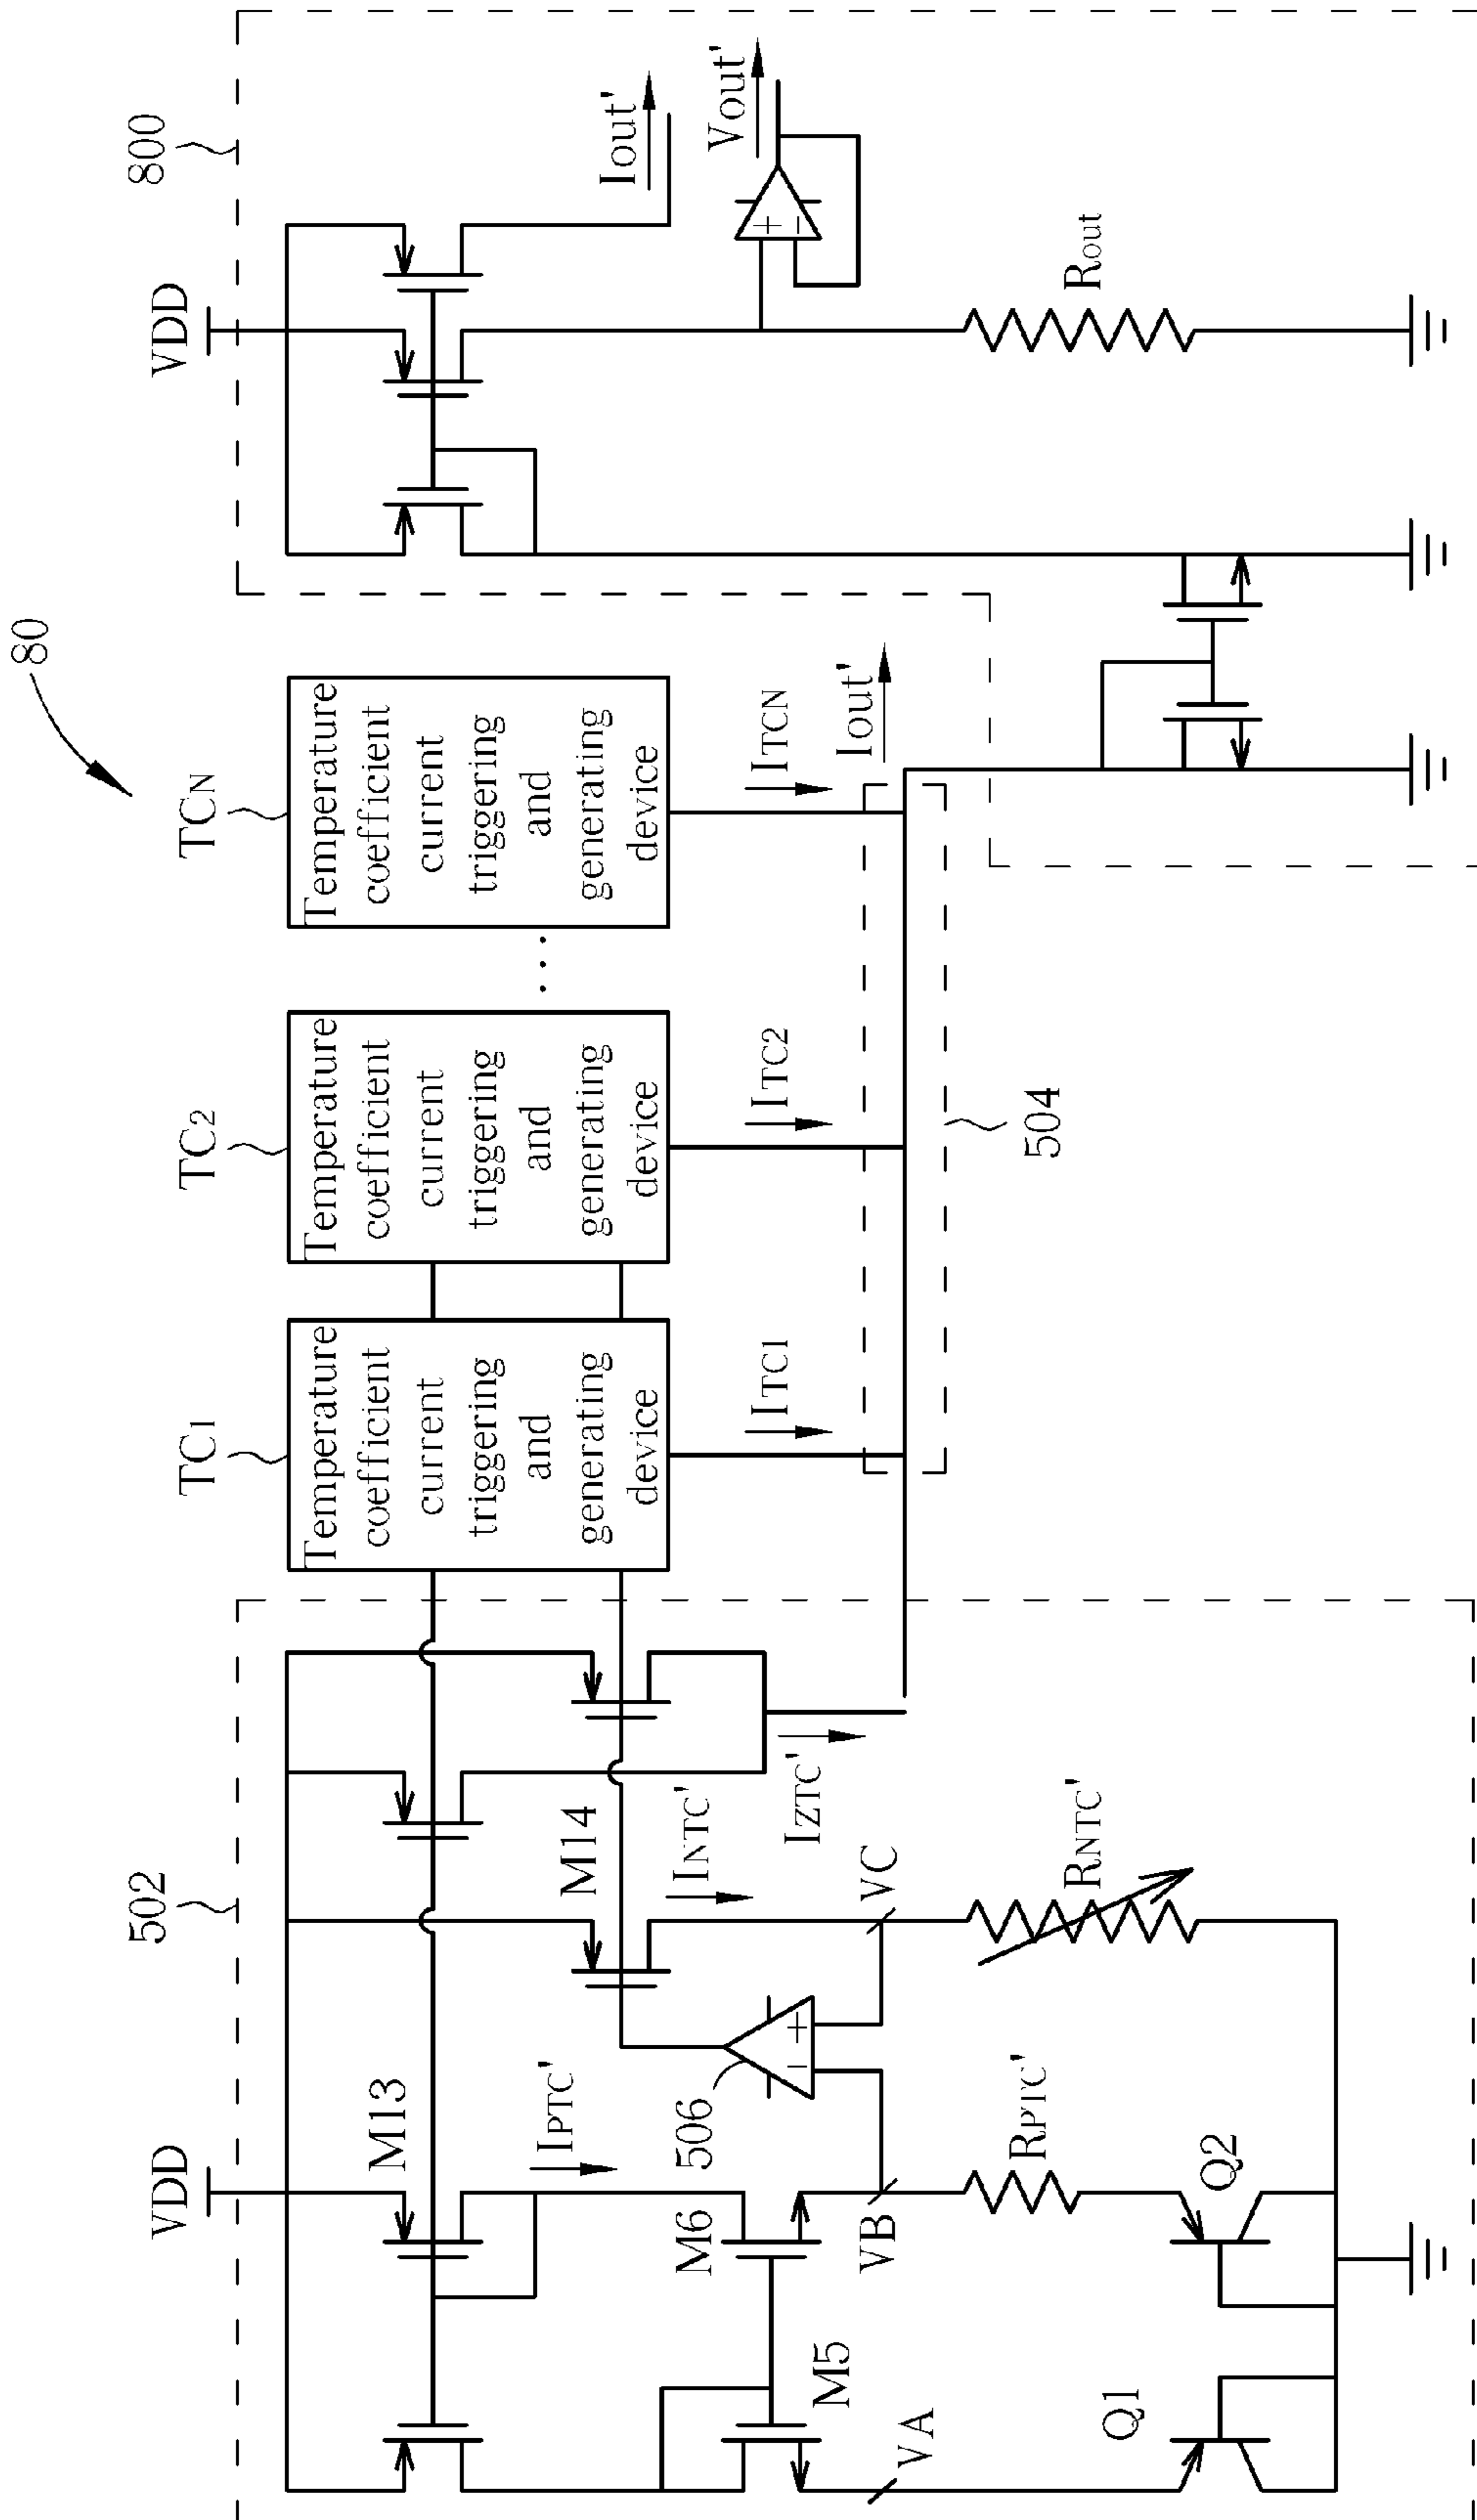 80
502
800
VDD
VDD
TC1
TC2
TCN
Temperature
coefficient
current
triggering
and
generating
device
Temperature
coefficient
current
triggering
and
generating
device
...
Temperature
coefficient
current
triggering
and
generating
device
M13
M14
IPTC'
INTC'
IZTC'
506
M5
M6
VA
VB
VC
- +
RPTC'
RNTC'
Q1
Q2
ITC1
ITC2
ITCN
504
Iout'
Iout'
Vout'
+
-
Rout